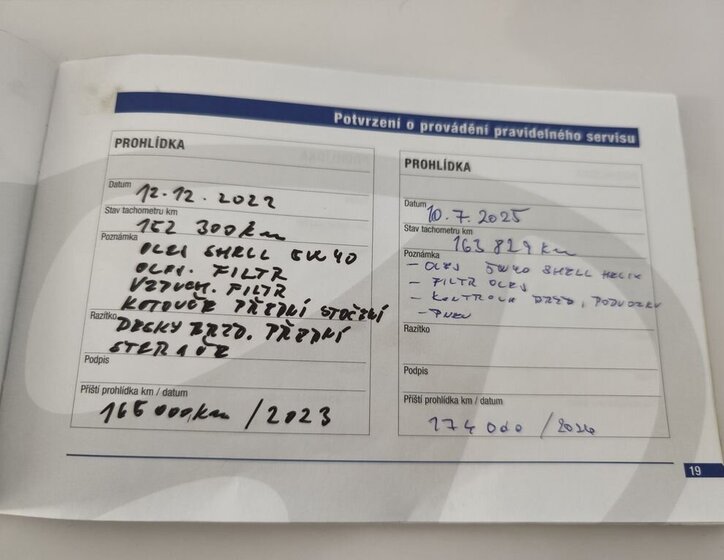 Potvrzení o provádění pravidelného servisu
PROHLÍDKA
Datum 12.12.2022
Stav tachometru km
152 300km
Poznámka
OLEJ SHELL 5W40
OLEJ. FILTR
VZDUCH. FILTR
KOTOUČE PŘEDNÍ STOČENÍ
Razítko
DESKY BRZD. PŘEDNÍ
STERAČE
Podpis
Příští prohlídka km / datum
165 000km / 2023
PROHLÍDKA
Datum
10.7.2025
Stav tachometru km
163 829 km
Poznámka
- OLEJ 5W40 SHELL HELIX
- FILTR OLEJ
- KONTROLA BRZD, PODVOZKU
- PNEU
Razítko
Podpis
Příští prohlídka km / datum
174 000 / 2026
19